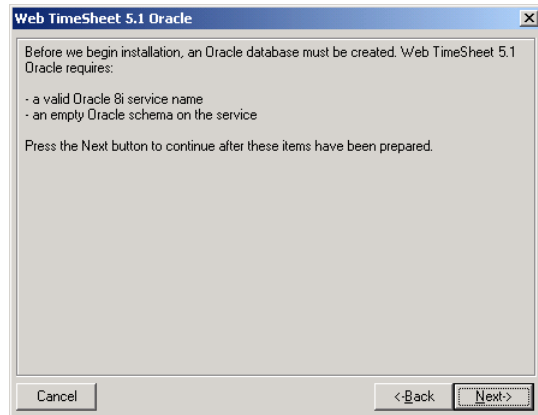 Web TimeSheet 5.1 Oracle
Before we begin installation, an Oracle database must be created. Web TimeSheet 5.1
Oracle requires:
- a valid Oracle 8i service name
- an empty Oracle schema on the service
Press the Next button to continue after these items have been prepared.
Cancel
<-Back
Next->